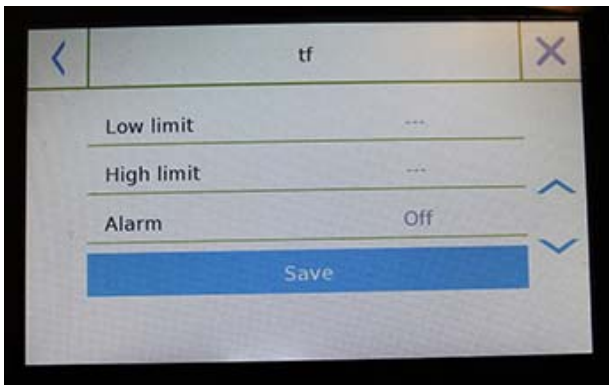 tf
Low limit ---
High limit ---
Alarm Off
Save